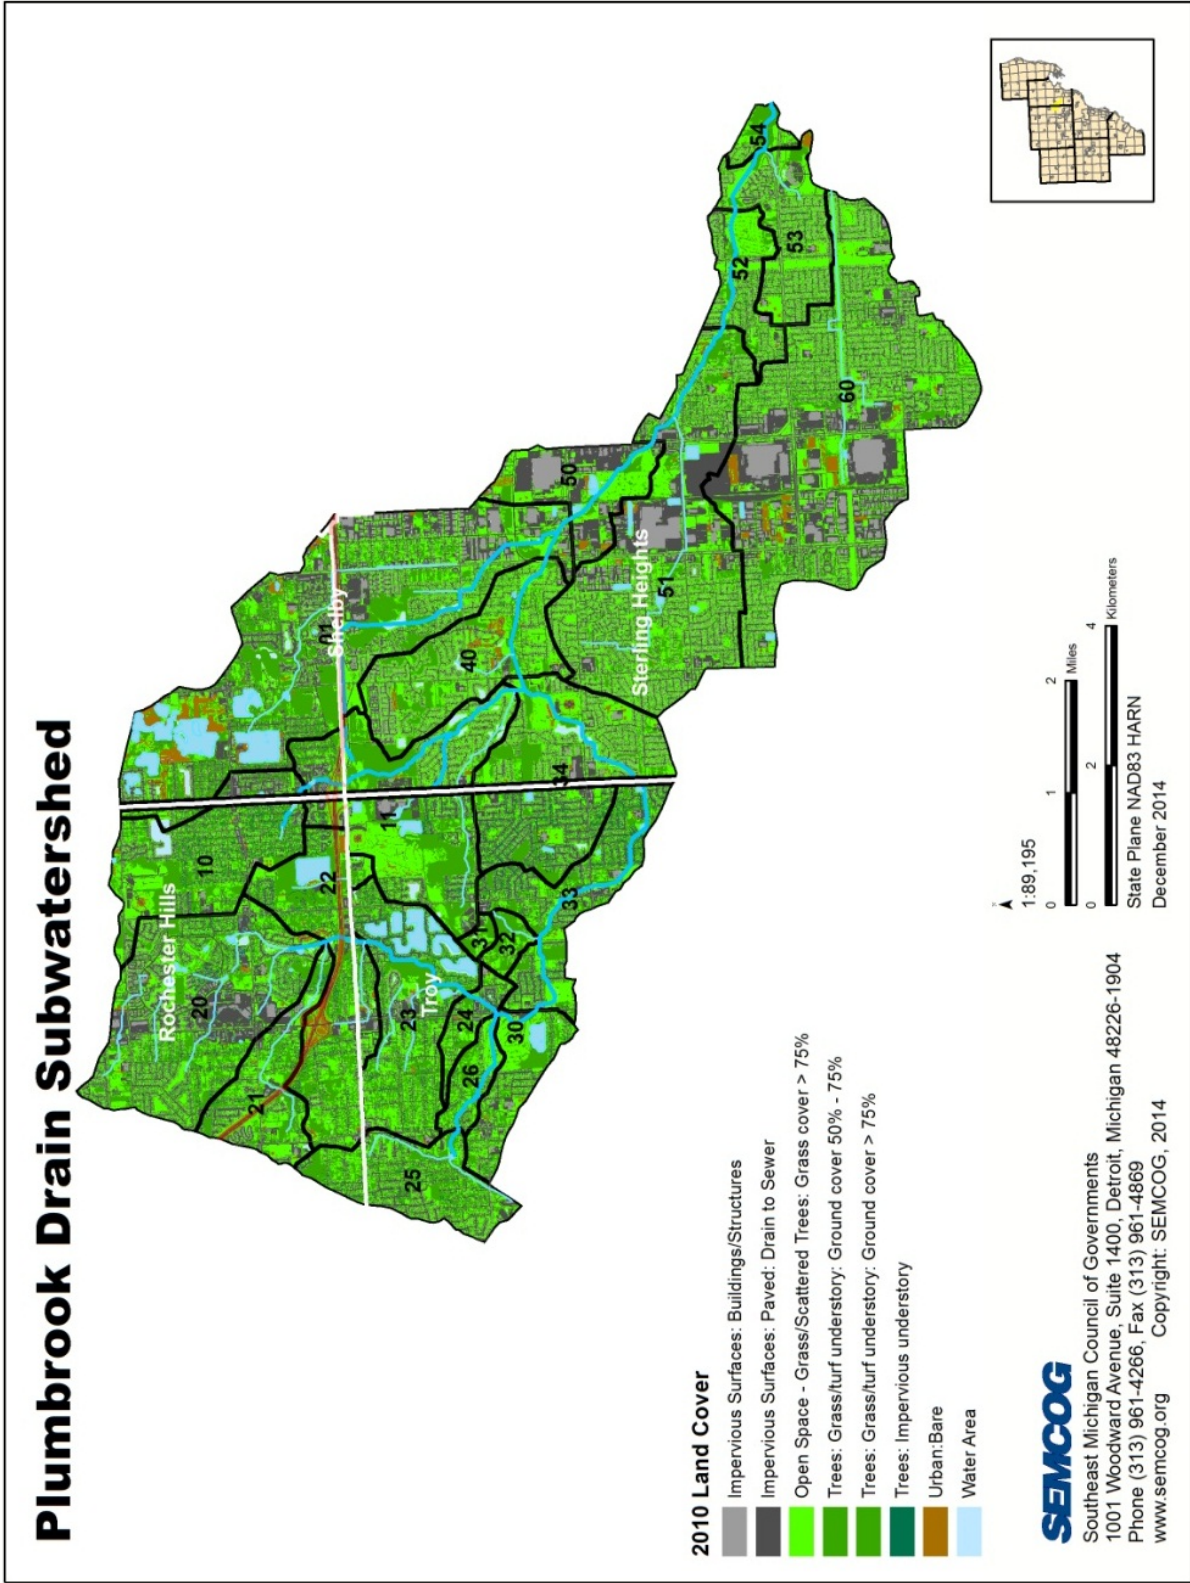 Plumbrook Drain Subwatershed
Rochester Hills
Shelby
Troy
Sterling Heights
10
20
21
22
11
23
24
25
26
30
31
32
33
34
40
50
51
52
53
54
60
2010 Land Cover
Impervious Surfaces: Buildings/Structures
Impervious Surfaces: Paved: Drain to Sewer
Open Space - Grass/Scattered Trees: Grass cover > 75%
Trees: Grass/turf understory: Ground cover 50% - 75%
Trees: Grass/turf understory: Ground cover > 75%
Trees: Impervious understory
Urban:Bare
Water Area
SEMCOG
Southeast Michigan Council of Governments
1001 Woodward Avenue, Suite 1400, Detroit, Michigan 48226-1904
Phone (313) 961-4266, Fax (313) 961-4869
www.semcog.org Copyright: SEMCOG, 2014
1:89,195
0 1 2
Miles
0 2 4
Kilometers
State Plane NAD83 HARN
December 2014